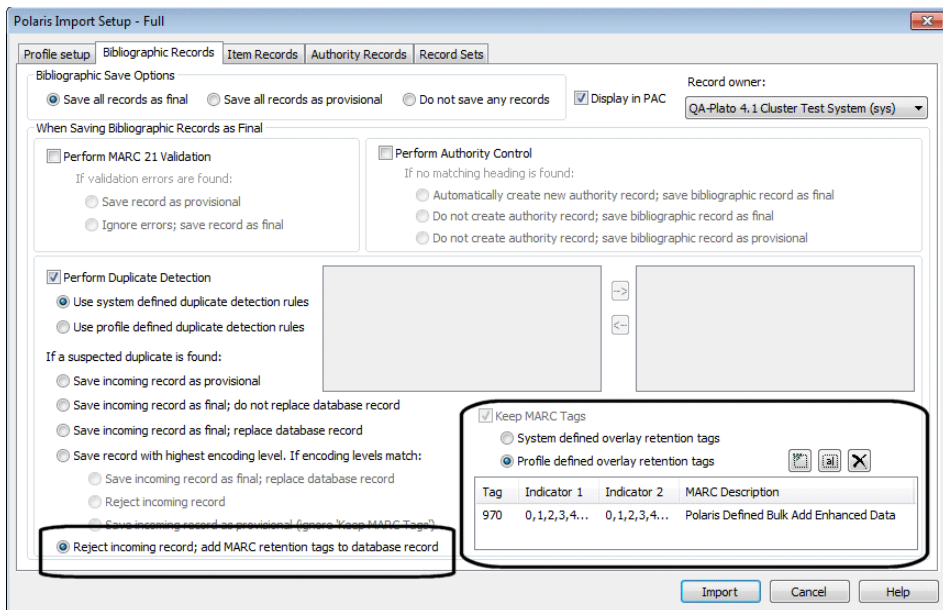 Polaris Import Setup - Full
Profile setup Bibliographic Records Item Records Authority Records Record Sets
Bibliographic Save Options
Save all records as final Save all records as provisional Do not save any records
Display in PAC
Record owner:
QA-Plato 4.1 Cluster Test System (sys)
When Saving Bibliographic Records as Final
Perform MARC 21 Validation
If validation errors are found:
Save record as provisional
Ignore errors; save record as final
Perform Authority Control
If no matching heading is found:
Automatically create new authority record; save bibliographic record as final
Do not create authority record; save bibliographic record as final
Do not create authority record; save bibliographic record as provisional
Perform Duplicate Detection
Use system defined duplicate detection rules
Use profile defined duplicate detection rules
-->
<--
If a suspected duplicate is found:
Save incoming record as provisional
Save incoming record as final; do not replace database record
Save incoming record as final; replace database record
Save record with highest encoding level. If encoding levels match:
Save incoming record as final; replace database record
Reject incoming record
Save incoming record as provisional (ignore 'Keep MARC Tags')
Reject incoming record; add MARC retention tags to database record
Keep MARC Tags
System defined overlay retention tags
Profile defined overlay retention tags
Tag Indicator 1 Indicator 2 MARC Description
970 0,1,2,3,4... 0,1,2,3,4... Polaris Defined Bulk Add Enhanced Data
Import Cancel Help